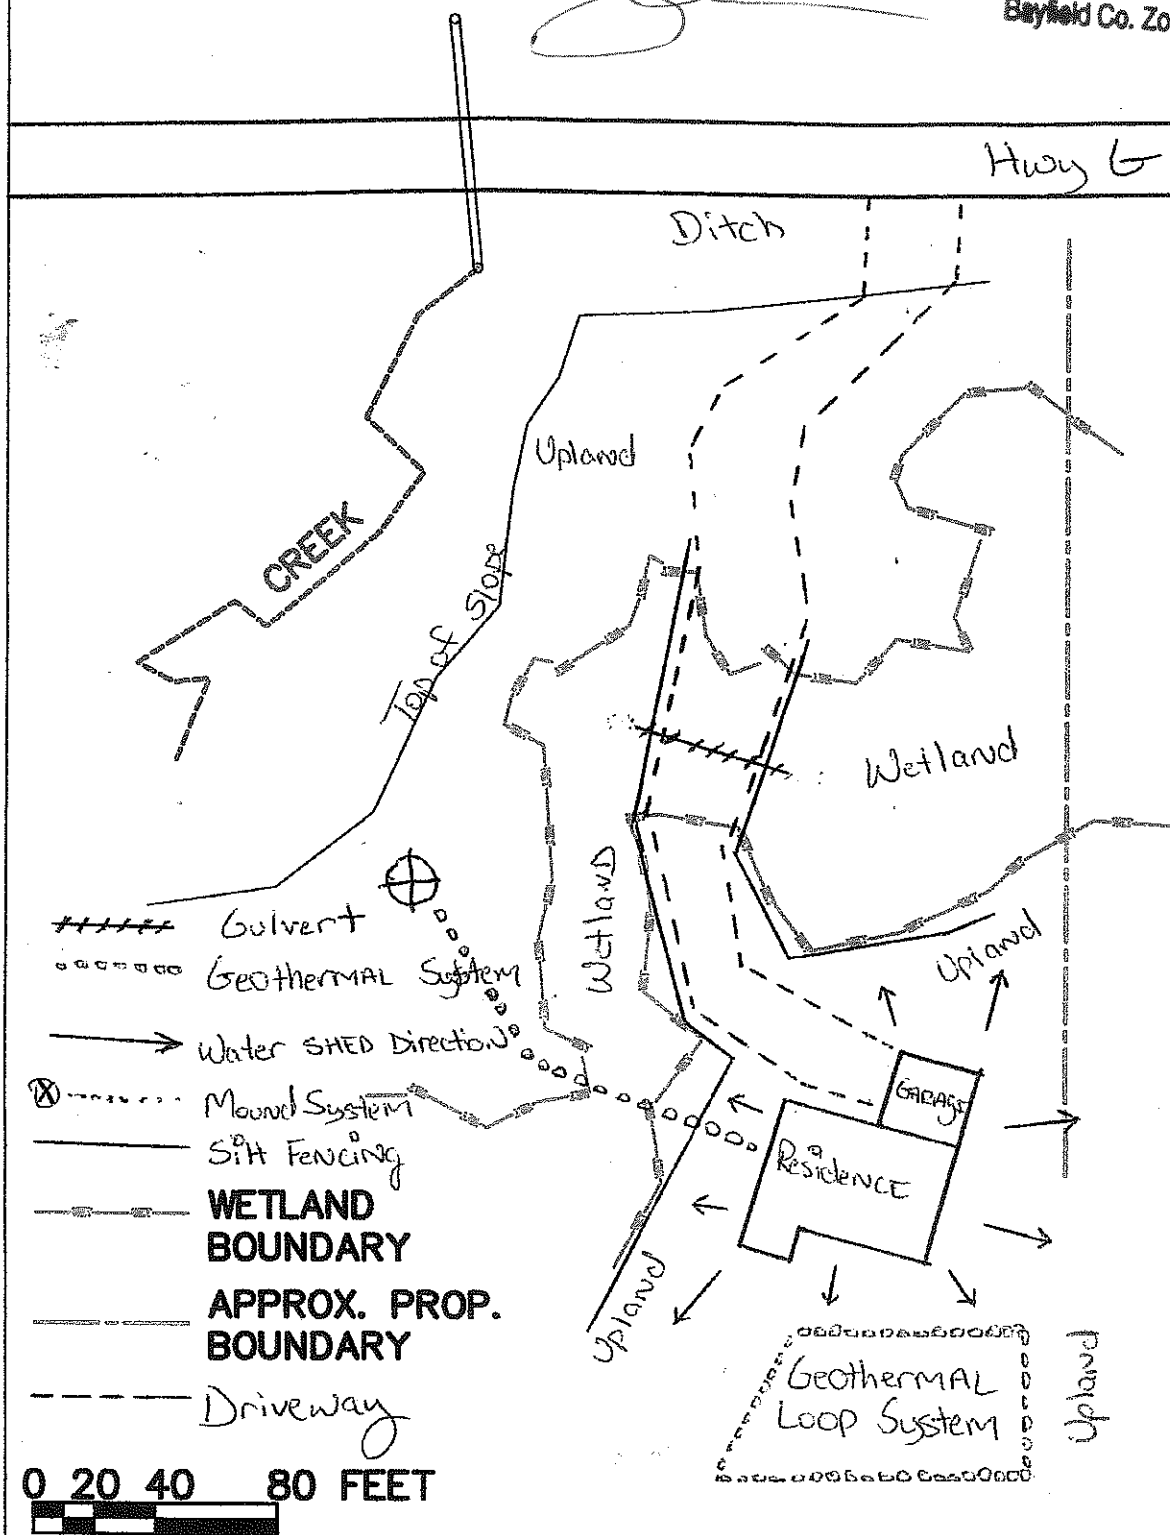 Bayfield Co. Zo
Hwy G
Ditch
Upland
CREEK
Top of Slope
Wetland
WetlanD
Upland
Culvert
GeothermAL System
Water SHED Direction
Mound System
Silt Fencing
WETLAND
BOUNDARY
APPROX. PROP.
BOUNDARY
Driveway
GARAGE
ResidenCE
Upland
GeothermAL
Loop System
Upland
0 20 40 80 FEET